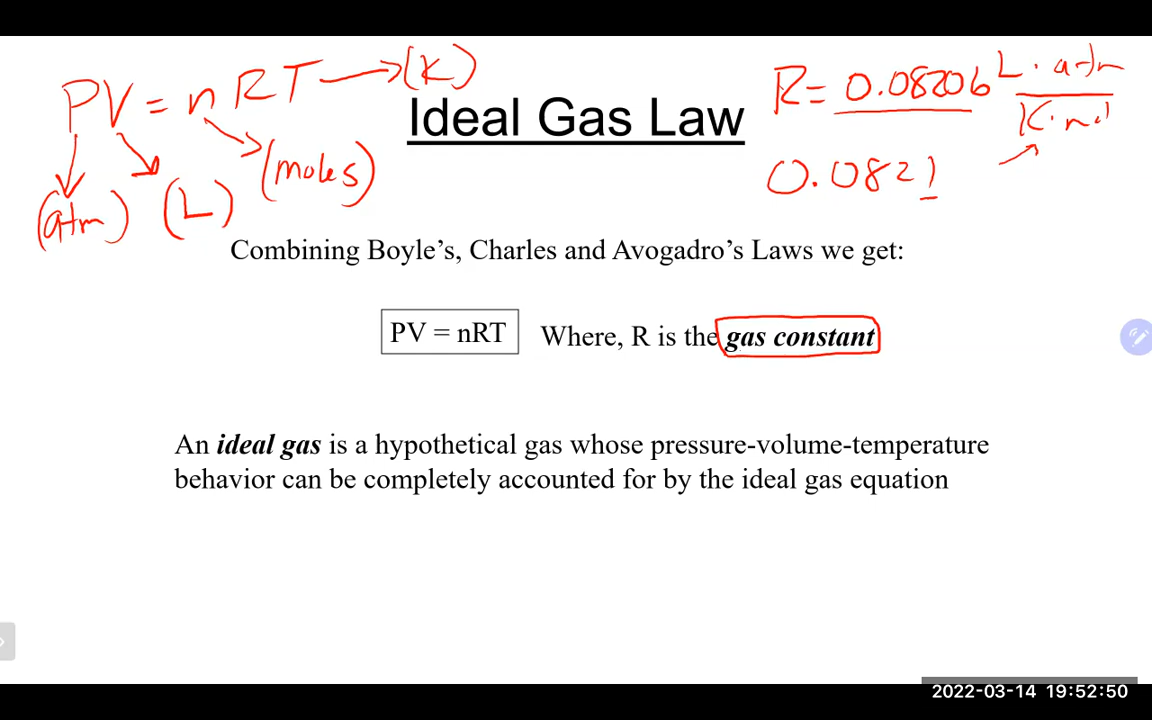 PV = nRT → (K)
R = 0.08206 L · atm / K · mol
Ideal Gas Law
(atm) (L) (moles)
0.0821
Combining Boyle's, Charles and Avogadro's Laws we get:
PV = nRT Where, R is the gas constant
An ideal gas is a hypothetical gas whose pressure-volume-temperature
behavior can be completely accounted for by the ideal gas equation
2022-03-14 19:52:50